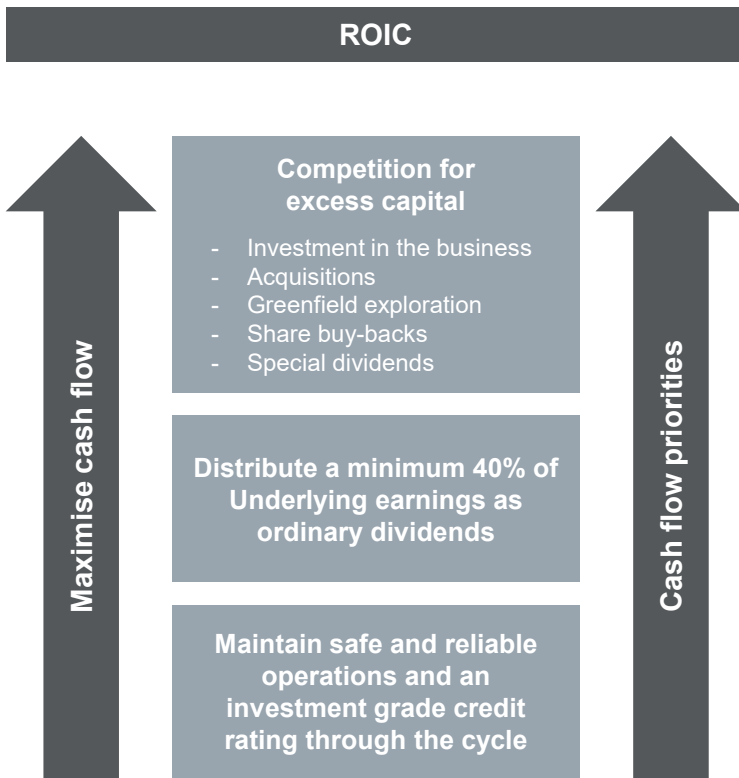 ROIC
Maximise cash flow
Competition for
excess capital
- Investment in the business
- Acquisitions
- Greenfield exploration
- Share buy-backs
- Special dividends
Distribute a minimum 40% of
Underlying earnings as
ordinary dividends
Maintain safe and reliable
operations and an
investment grade credit
rating through the cycle
Cash flow priorities